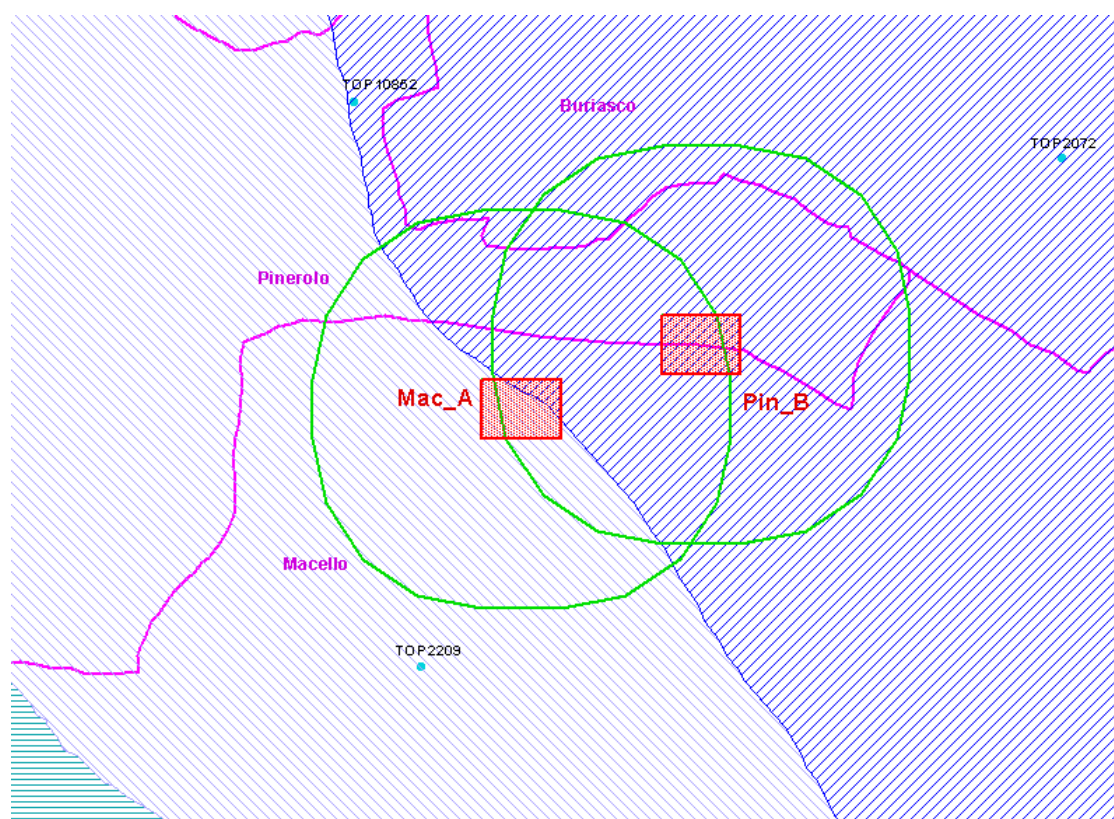 TOP10852
Buriasco
TOP2072
Pinerolo
Mac_A
Pin_B
Macello
TOP2209